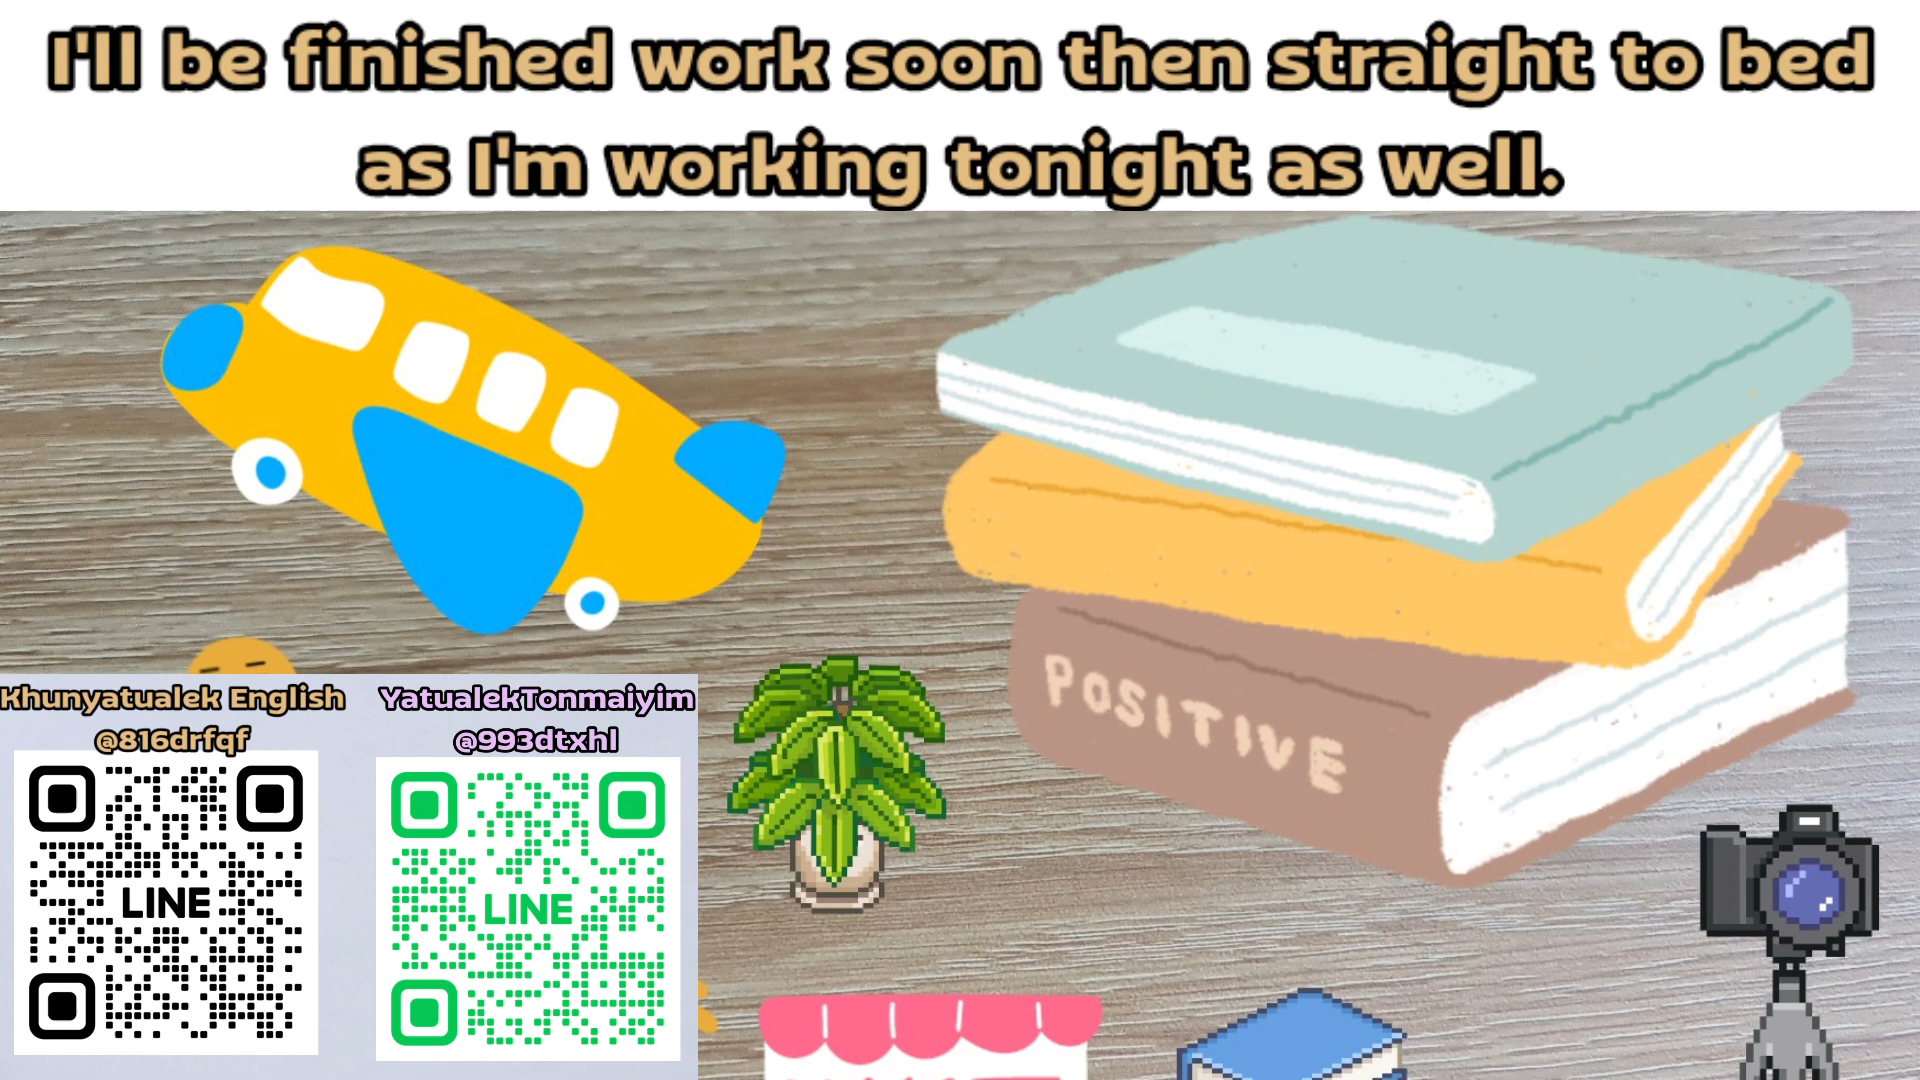 I'll be finished work soon then straight to bed
as I'm working tonight as well.
POSITIVE
Khunyatualek English
@816drfqf
YatualekTonmaiyim
@993dtxhl
LINE
LINE